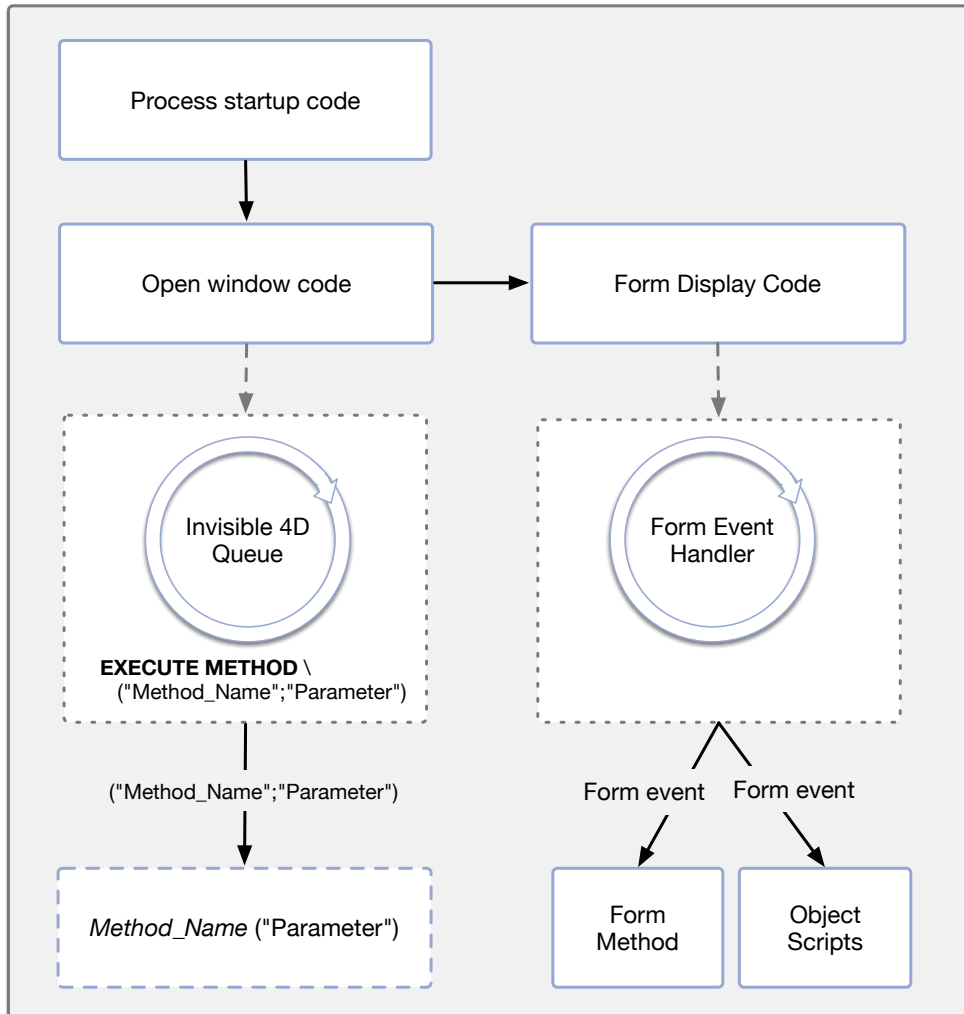 Process startup code
Open window code
Form Display Code
Invisible 4D
Queue
EXECUTE METHOD \
("Method_Name";"Parameter")
Form Event
Handler
("Method_Name";"Parameter")
Form event
Form event
Method_Name ("Parameter")
Form
Method
Object
Scripts